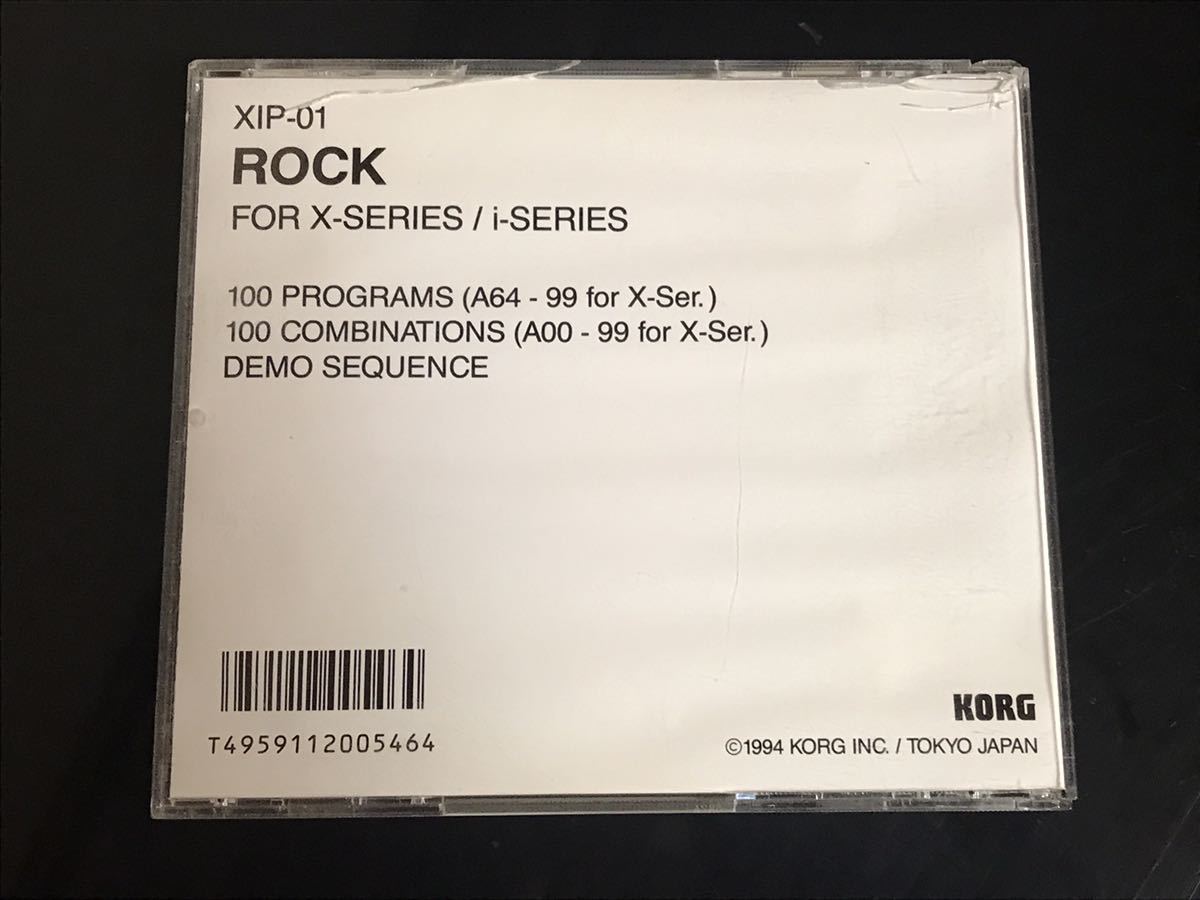 XIP-01
ROCK
FOR X-SERIES / i-SERIES
100 PROGRAMS (A64 - 99 for X-Ser.)
100 COMBINATIONS (A00 - 99 for X-Ser.)
DEMO SEQUENCE
T4959112005464
KORG
©1994 KORG INC. / TOKYO JAPAN